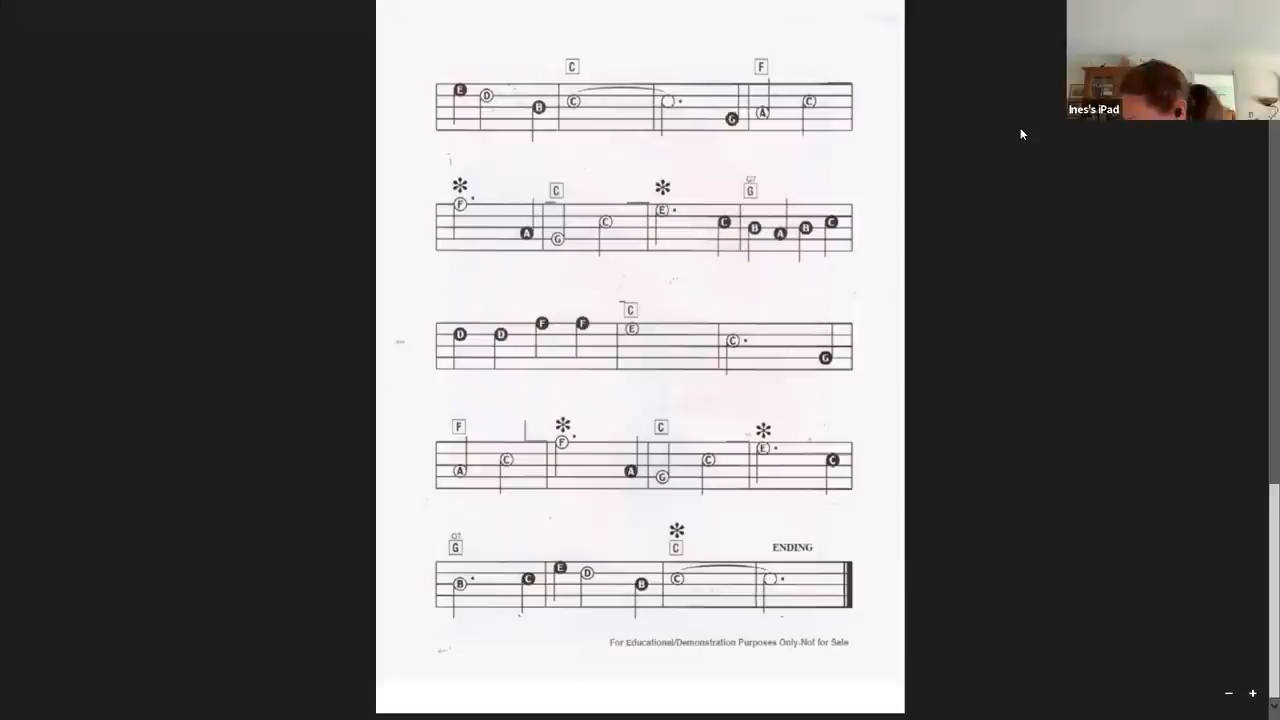 C F
E D B C G A C
Ines's iPad
* C * G7
G
F A G C E C B A B C
C
D D F F E C G
F * C *
A C F A G C E C
G7 *
G C ENDING
B C E D B C
For Educational/Demonstration Purposes Only-Not for Sale